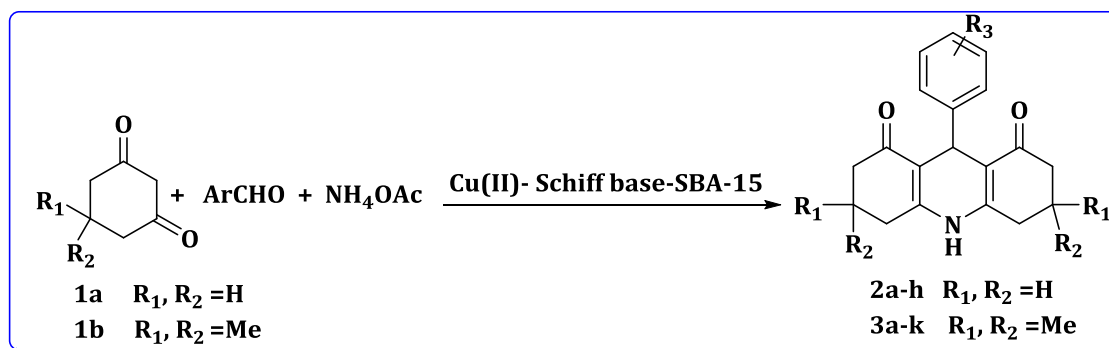 R3
O
O
O
R1
R2
O
+ ArCHO + NH4OAc
Cu(II)- Schiff base-SBA-15
R1
R2
N
H
R1
R2
1a R1, R2 =H
1b R1, R2 =Me
2a-h R1, R2 =H
3a-k R1, R2 =Me